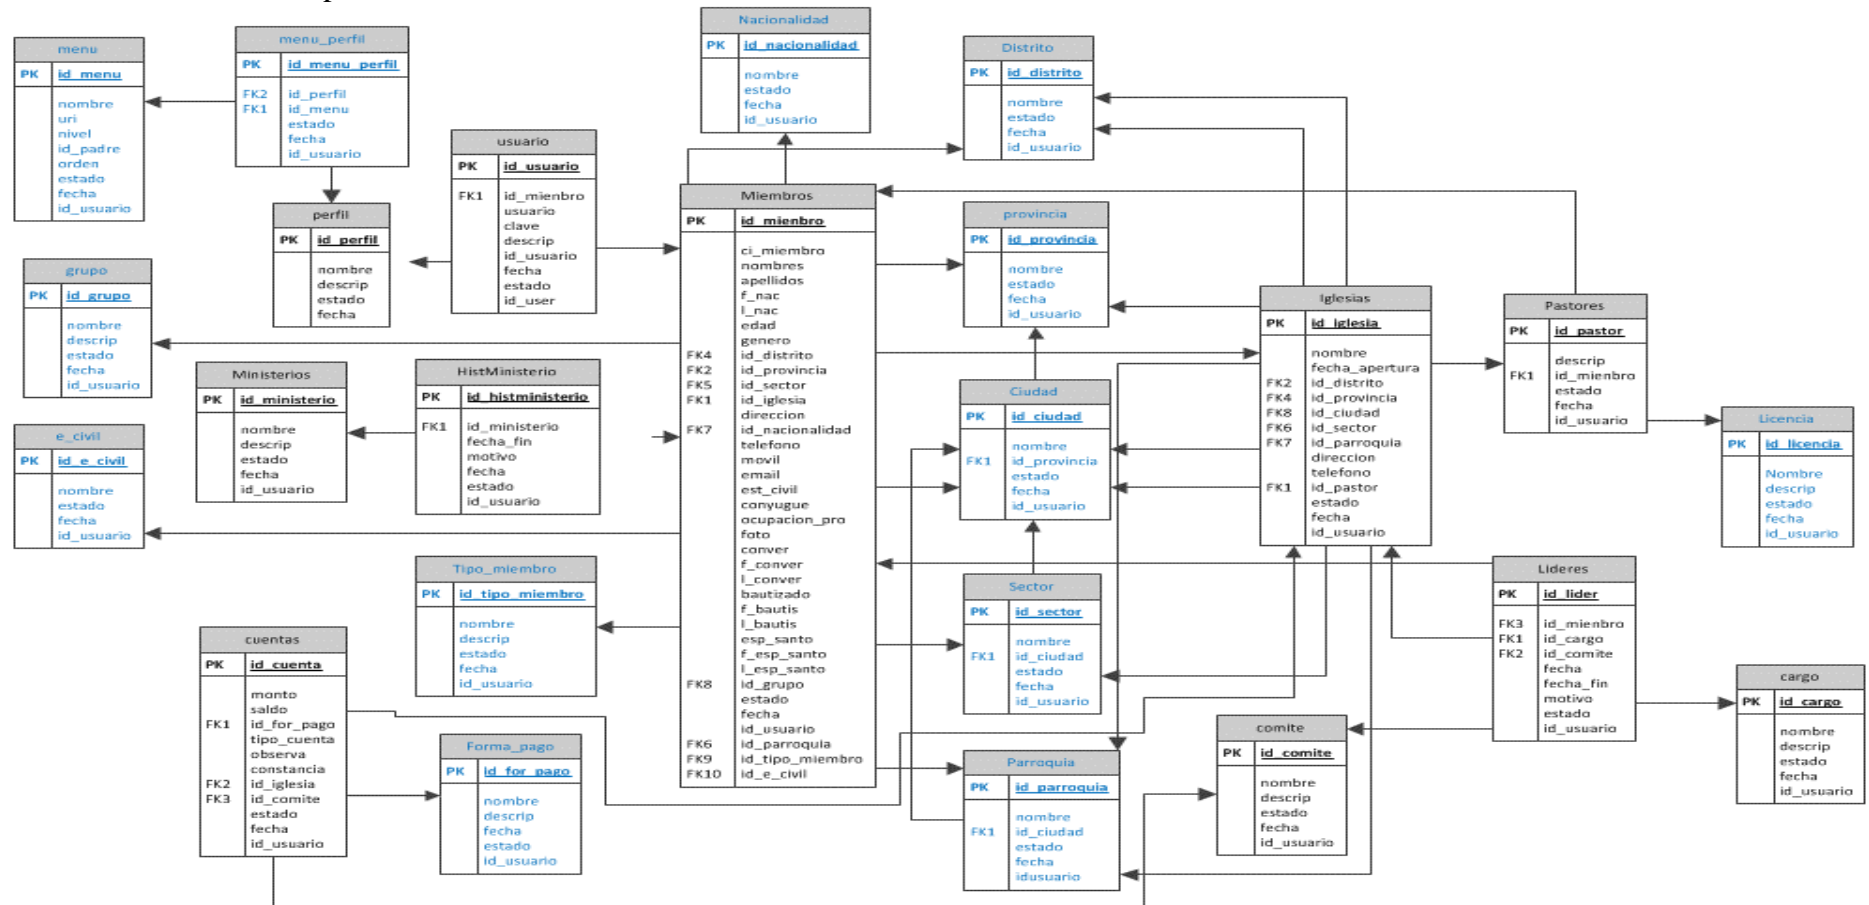 menu
PK id_menu
nombre
uri
nivel
id_padre
orden
estado
fecha
id_usuario
menu_perfil
PK id_menu_perfil
FK2 id_perfil
FK1 id_menu
estado
fecha
id_usuario
perfil
PK id_perfil
nombre
descrip
estado
fecha
usuario
PK id_usuario
FK1 id_mienbro
usuario
clave
descrip
id_usuario
fecha
estado
id_user
Nacionalidad
PK id_nacionalidad
nombre
estado
fecha
id_usuario
Distrito
PK id_distrito
nombre
estado
fecha
id_usuario
grupo
PK id_grupo
nombre
descrip
estado
fecha
id_usuario
Ministerios
PK id_ministerio
nombre
descrip
estado
fecha
id_usuario
HistMinisterio
PK id_histministerio
FK1 id_ministerio
fecha_fin
motivo
fecha
estado
id_usuario
e_civil
PK id_e_civil
nombre
estado
fecha
id_usuario
Tipo_miembro
PK id_tipo_miembro
nombre
descrip
estado
fecha
id_usuario
cuentas
PK id_cuenta
monto
saldo
FK1 id_for_pago
tipo_cuenta
observa
constancia
FK2 id_iglesia
FK3 id_comite
estado
fecha
id_usuario
Forma_pago
PK id_for_pago
nombre
descrip
fecha
estado
id_usuario
Miembros
PK id_mienbro
ci_miembro
nombres
apellidos
f_nac
l_nac
edad
genero
FK4 id_distrito
FK2 id_provincia
FK5 id_sector
FK1 id_iglesia
direccion
FK7 id_nacionalidad
telefono
movil
email
est_civil
conyugue
ocupacion_pro
foto
conver
f_conver
l_conver
bautizado
f_bautis
l_bautis
esp_santo
f_esp_santo
l_esp_santo
FK8 id_grupo
estado
fecha
id_usuario
FK6 id_parroquia
FK9 id_tipo_miembro
FK10 id_e_civil
provincia
PK id_provincia
nombre
estado
fecha
id_usuario
Ciudad
PK id_ciudad
nombre
FK1 id_provincia
estado
fecha
id_usuario
Sector
PK id_sector
nombre
FK1 id_ciudad
estado
fecha
id_usuario
Parroquia
PK id_parroquia
nombre
FK1 id_ciudad
estado
fecha
idusuario
Iglesias
PK id_iglesia
nombre
fecha_apertura
FK2 id_distrito
FK4 id_provincia
FK8 id_ciudad
FK6 id_sector
FK7 id_parroquia
direccion
telefono
FK1 id_pastor
estado
fecha
id_usuario
Pastores
PK id_pastor
descrip
FK1 id_mienbro
estado
fecha
id_usuario
Licencia
PK id_licencia
Nombre
descrip
estado
fecha
id_usuario
Lideres
PK id_lider
FK3 id_mienbro
FK1 id_cargo
FK2 id_comite
fecha
fecha_fin
motivo
estado
id_usuario
comite
PK id_comite
nombre
descrip
estado
fecha
id_usuario
cargo
PK id_cargo
nombre
descrip
estado
fecha
id_usuario